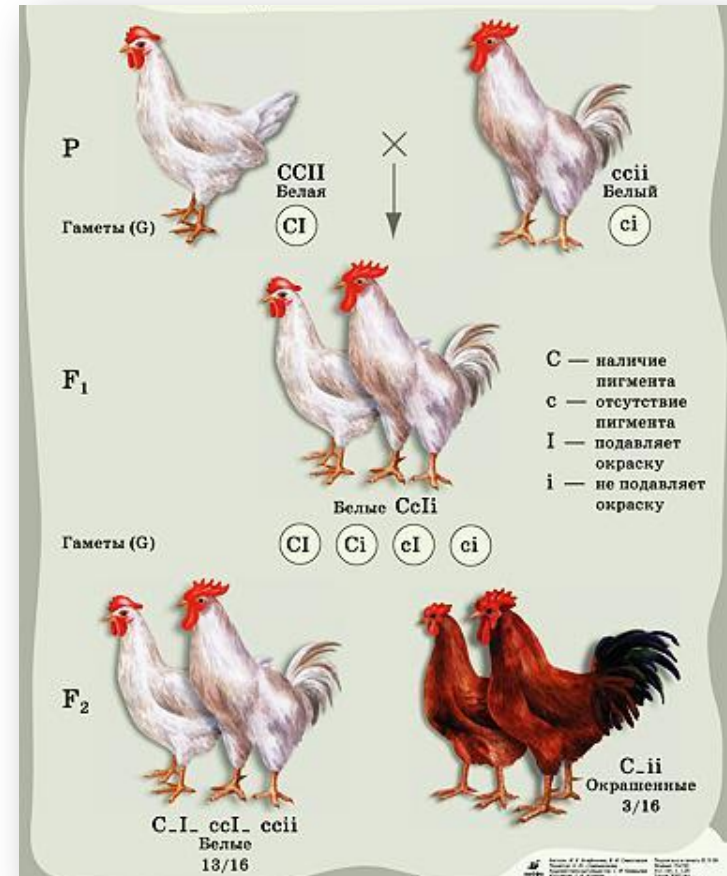 P
CCII
Белая
ccii
Белый
Гаметы (G)
CI
ci
F1
C — наличие
пигмента
c — отсутствие
пигмента
I — подавляет
окраску
i — не подавляет
окраску
Белые CcIi
Гаметы (G)
CI
Ci
cI
ci
F2
C_I_ ccI_ ccii
Белые
13/16
C_ii
Окрашенные
3/16